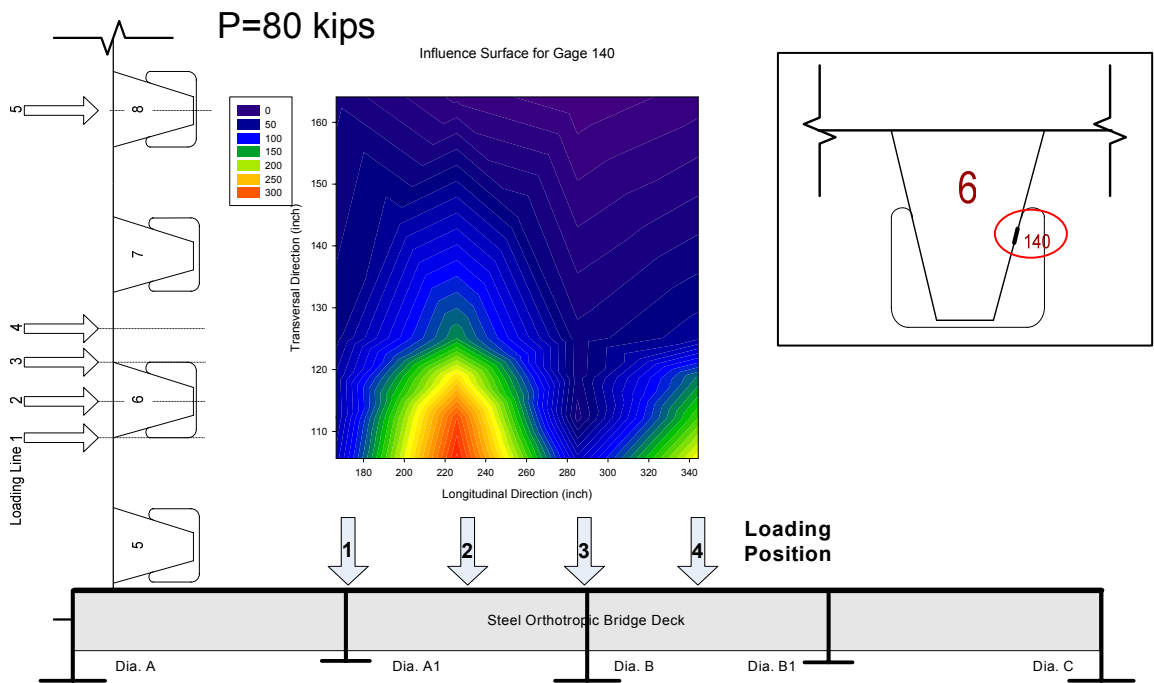 P=80 kips
Influence Surface for Gage 140
5
8
7
4
3
2
Loading Line 1
6
5
0
50
100
150
200
250
300
Transversal Direction (inch)
160
150
140
130
120
110
180 200 220 240 260 280 300 320 340
Longitudinal Direction (inch)
6
140
1 2 3 4
Loading
Position
Steel Orthotropic Bridge Deck
Dia. A Dia. A1 Dia. B Dia. B1 Dia. C